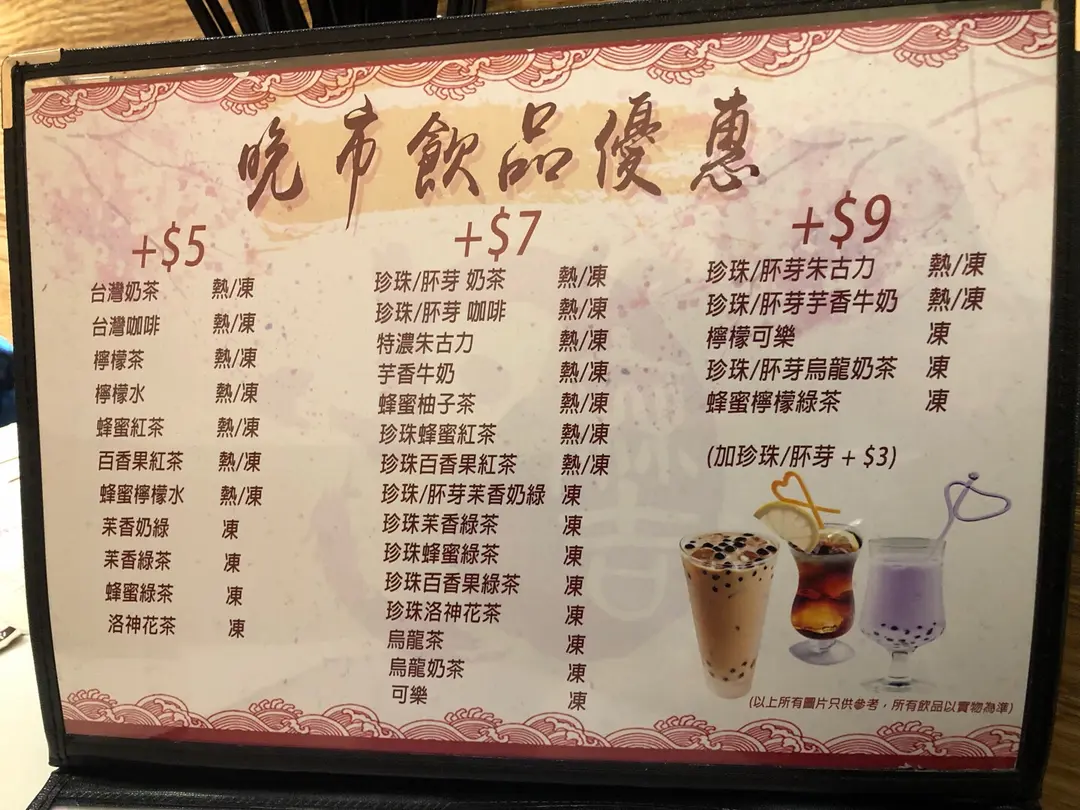 晚市飲品優惠
+$5
台灣奶茶 熱/凍
台灣咖啡 熱/凍
檸檬茶 熱/凍
檸檬水 熱/凍
蜂蜜紅茶 熱/凍
百香果紅茶 熱/凍
蜂蜜檸檬水 熱/凍
茉香奶綠 凍
茉香綠茶 凍
蜂蜜綠茶 凍
洛神花茶 凍
+$7
珍珠/胚芽 奶茶 熱/凍
珍珠/胚芽 咖啡 熱/凍
特濃朱古力 熱/凍
芋香牛奶 熱/凍
蜂蜜柚子茶 熱/凍
珍珠蜂蜜紅茶 熱/凍
珍珠百香果紅茶 熱/凍
珍珠/胚芽茉香奶綠 凍
珍珠茉香綠茶 凍
珍珠蜂蜜綠茶 凍
珍珠百香果綠茶 凍
珍珠洛神花茶 凍
烏龍茶 凍
烏龍奶茶 凍
可樂 凍
+$9
珍珠/胚芽朱古力 熱/凍
珍珠/胚芽芋香牛奶 熱/凍
檸檬可樂 凍
珍珠/胚芽烏龍奶茶 凍
蜂蜜檸檬綠茶 凍
(加珍珠/胚芽 + $3)
(以上所有圖片只供參考，所有飲品以實物為準)